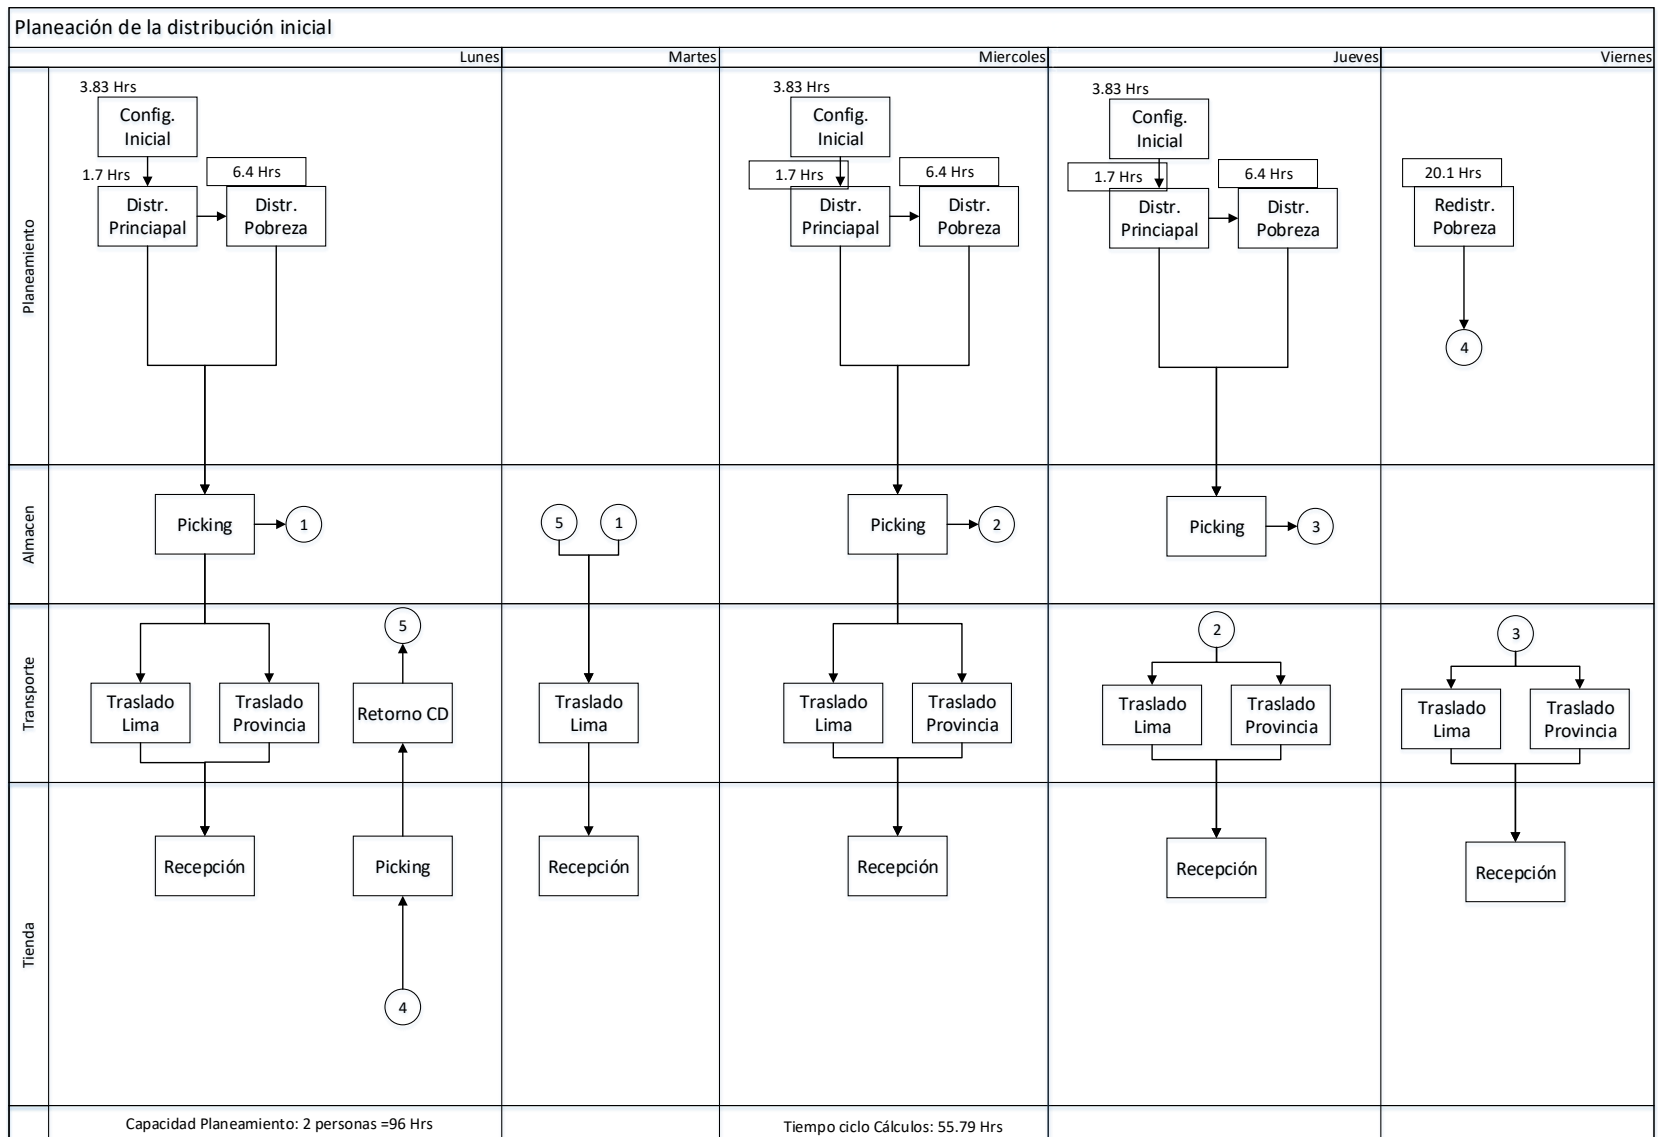 Planeación de la distribución inicial
Lunes
Martes
Miercoles
Jueves
Viernes
Planeamiento
3.83 Hrs
Config.
Inicial
1.7 Hrs
6.4 Hrs
Distr.
Princiapal
Distr.
Pobreza
3.83 Hrs
Config.
Inicial
1.7 Hrs
6.4 Hrs
Distr.
Princiapal
Distr.
Pobreza
3.83 Hrs
Config.
Inicial
1.7 Hrs
6.4 Hrs
Distr.
Princiapal
Distr.
Pobreza
20.1 Hrs
Redistr.
Pobreza
4
Almacen
Picking
1
5
1
Picking
2
Picking
3
Transporte
Traslado
Lima
Traslado
Provincia
5
Retorno CD
Traslado
Lima
Traslado
Lima
Traslado
Provincia
2
Traslado
Lima
Traslado
Provincia
3
Traslado
Lima
Traslado
Provincia
Tienda
Recepción
Picking
4
Recepción
Recepción
Recepción
Recepción
Capacidad Planeamiento: 2 personas =96 Hrs
Tiempo ciclo Cálculos: 55.79 Hrs